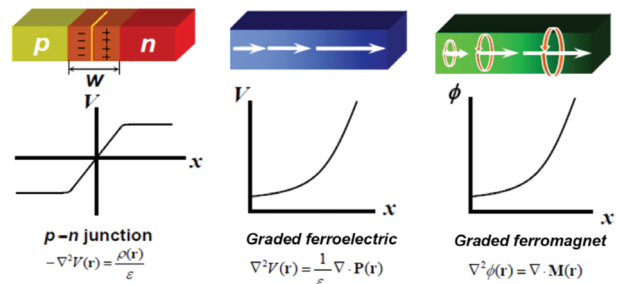 p n
− − − − + + + +
w
V
x
p–n junction
−∇²V(r) = ρ(r)/ε
V
x
Graded ferroelectric
∇²V(r) = 1/ε ∇ · P(r)
ϕ
x
Graded ferromagnet
∇²ϕ(r) = ∇ · M(r)